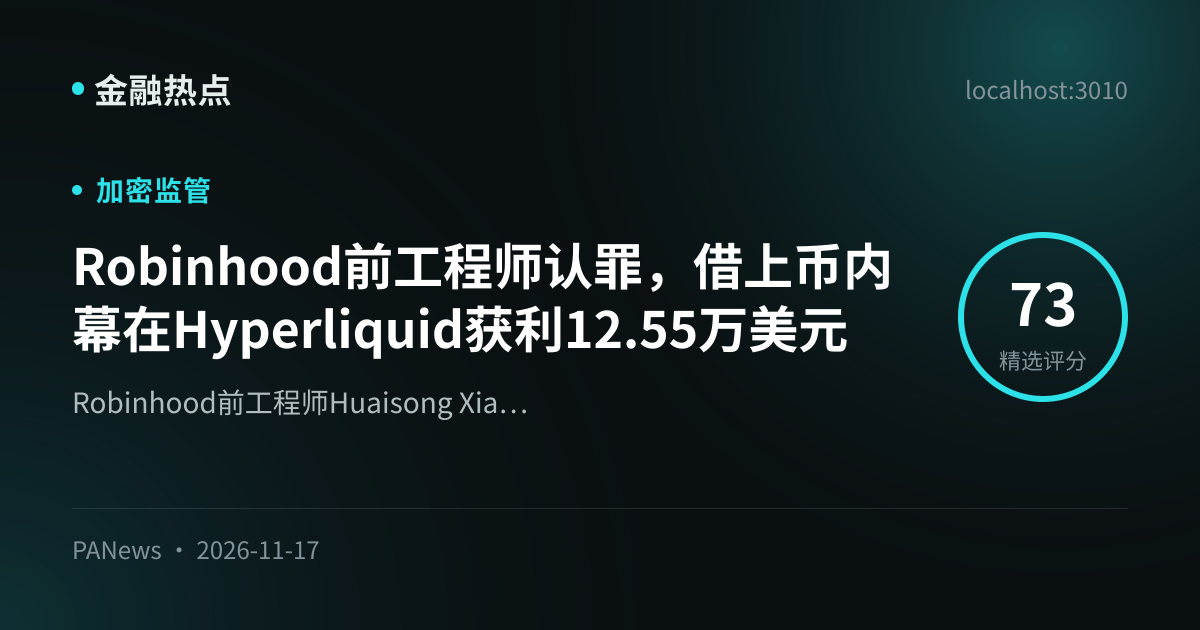 金融热点
localhost:3010
加密监管
Robinhood前工程师认罪，借上币内
幕在Hyperliquid获利12.55万美元
73
精选评分
Robinhood前工程师Huaisong Xia…
PANews • 2026-11-17